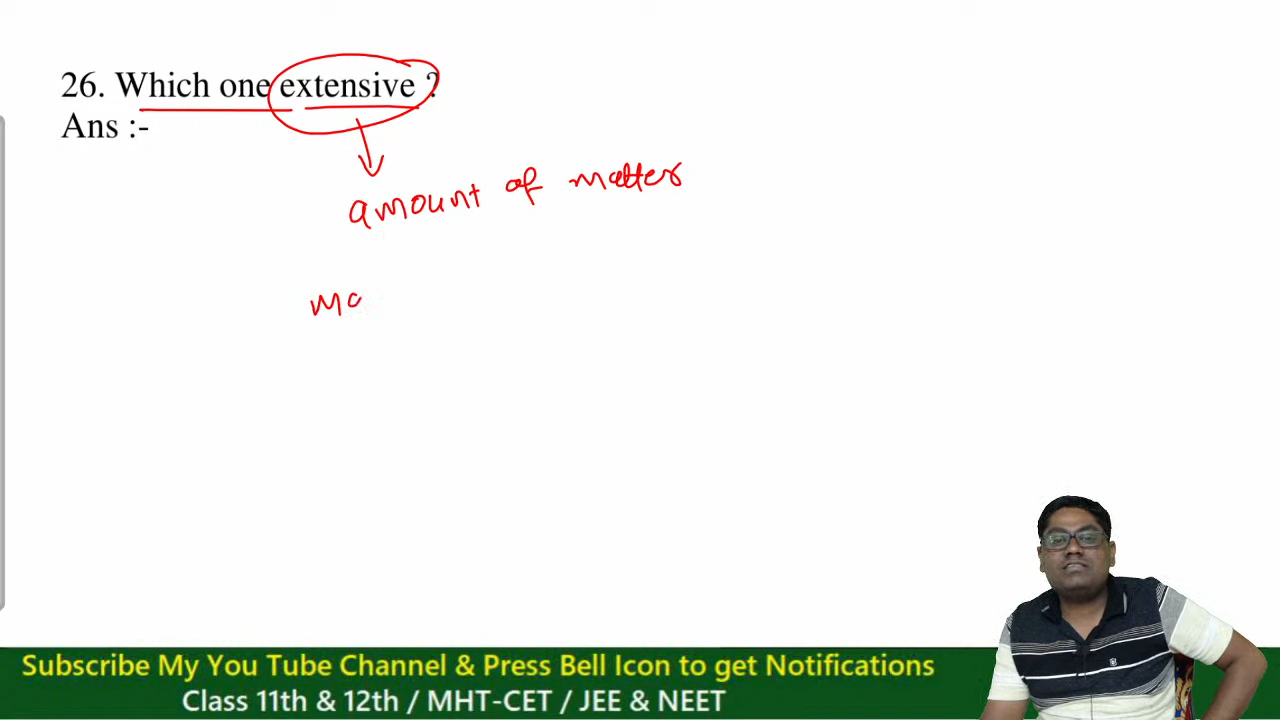 26. Which one extensive ?
Ans :-
amount of matter
ma
Subscribe My You Tube Channel & Press Bell Icon to get Notifications
Class 11th & 12th / MHT-CET / JEE & NEET